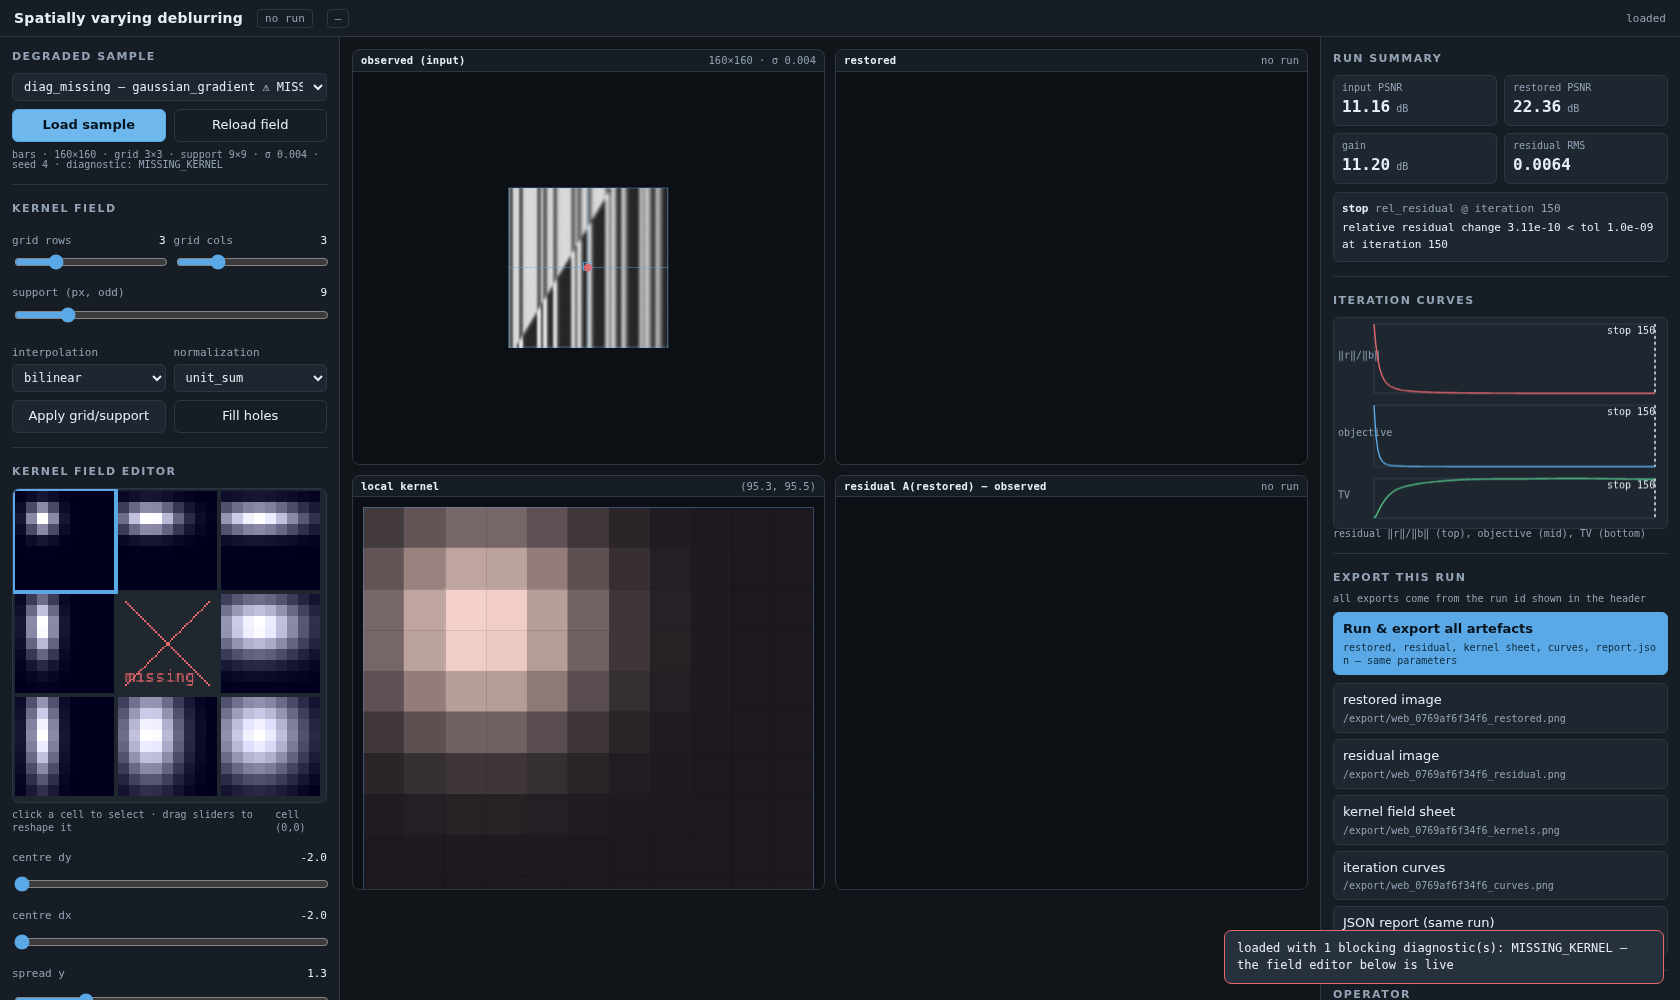 Spatially varying deblurring
no run
—
loaded
DEGRADED SAMPLE
diag_missing — gaussian_gradient ⚠ MISS
Load sample
Reload field
bars · 160×160 · grid 3×3 · support 9×9 · σ 0.004 ·
seed 4 · diagnostic: MISSING_KERNEL
KERNEL FIELD
grid rows 3
grid cols 3
support (px, odd) 9
interpolation
normalization
bilinear
unit_sum
Apply grid/support
Fill holes
KERNEL FIELD EDITOR
missing
click a cell to select · drag sliders to
reshape it
cell
(0,0)
centre dy -2.0
centre dx -2.0
spread y 1.3
observed (input)
160×160 · σ 0.004
restored
no run
local kernel
(95.3, 95.5)
residual A(restored) − observed
no run
RUN SUMMARY
input PSNR
11.16 dB
restored PSNR
22.36 dB
gain
11.20 dB
residual RMS
0.0064
stop rel_residual @ iteration 150
relative residual change 3.11e-10 < tol 1.0e-09
at iteration 150
ITERATION CURVES
stop 150
‖r‖/‖b‖
stop 150
objective
stop 150
TV
residual ‖r‖/‖b‖ (top), objective (mid), TV (bottom)
EXPORT THIS RUN
all exports come from the run id shown in the header
Run & export all artefacts
restored, residual, kernel sheet, curves, report.jso
n — same parameters
restored image
/export/web_0769af6f34f6_restored.png
residual image
/export/web_0769af6f34f6_residual.png
kernel field sheet
/export/web_0769af6f34f6_kernels.png
iteration curves
/export/web_0769af6f34f6_curves.png
JSON report (same run)
loaded with 1 blocking diagnostic(s): MISSING_KERNEL —
the field editor below is live
OPERATOR